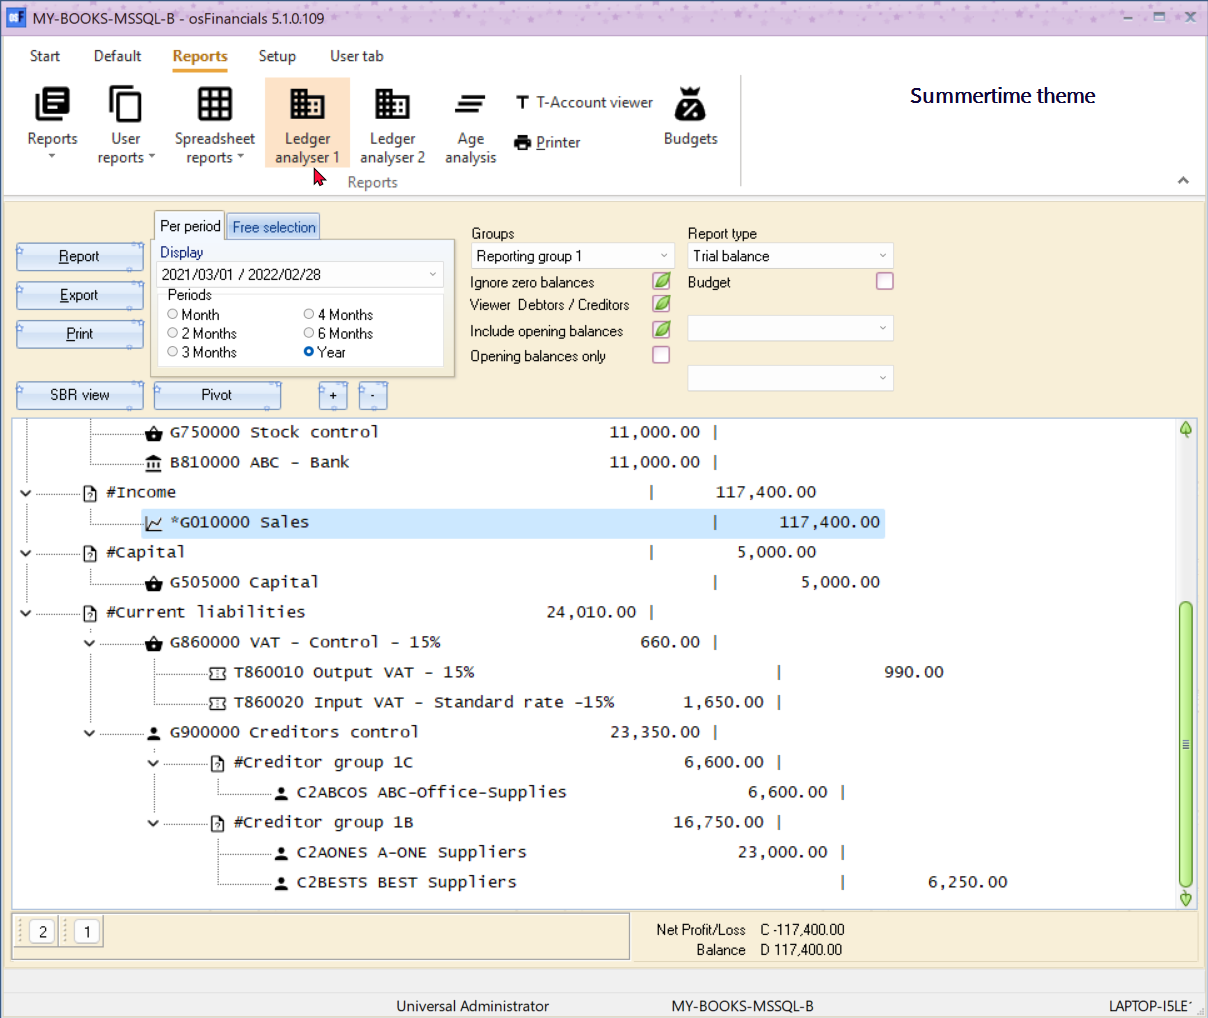 MY-BOOKS-MSSQL-B - osFinancials 5.1.0.109
Start Default Reports Setup User tab
Reports
User reports
Spreadsheet reports
Ledger analyser 1
Ledger analyser 2
Age analysis
T-Account viewer
Printer
Budgets
Reports
Summertime theme
Report
Export
Print
Per period Free selection
Display
2021/03/01 / 2022/02/28
Periods
Month 4 Months
2 Months 6 Months
3 Months Year
Groups
Reporting group 1
Ignore zero balances
Viewer Debtors / Creditors
Include opening balances
Opening balances only
Report type
Trial balance
Budget
SBR view Pivot + -
G750000 Stock control 11,000.00 |
B810000 ABC - Bank 11,000.00 |
#Income | 117,400.00
*G010000 Sales | 117,400.00
#Capital | 5,000.00
G505000 Capital | 5,000.00
#Current liabilities 24,010.00 |
G860000 VAT - Control - 15% 660.00 |
T860010 Output VAT - 15% | 990.00
T860020 Input VAT - Standard rate -15% 1,650.00 |
G900000 Creditors control 23,350.00 |
#Creditor group 1C 6,600.00 |
C2ABCOS ABC-Office-Supplies 6,600.00 |
#Creditor group 1B 16,750.00 |
C2AONES A-ONE Suppliers 23,000.00 |
C2BESTS BEST Suppliers | 6,250.00
2 1
Net Profit/Loss C -117,400.00
Balance D 117,400.00
Universal Administrator MY-BOOKS-MSSQL-B LAPTOP-I5LE